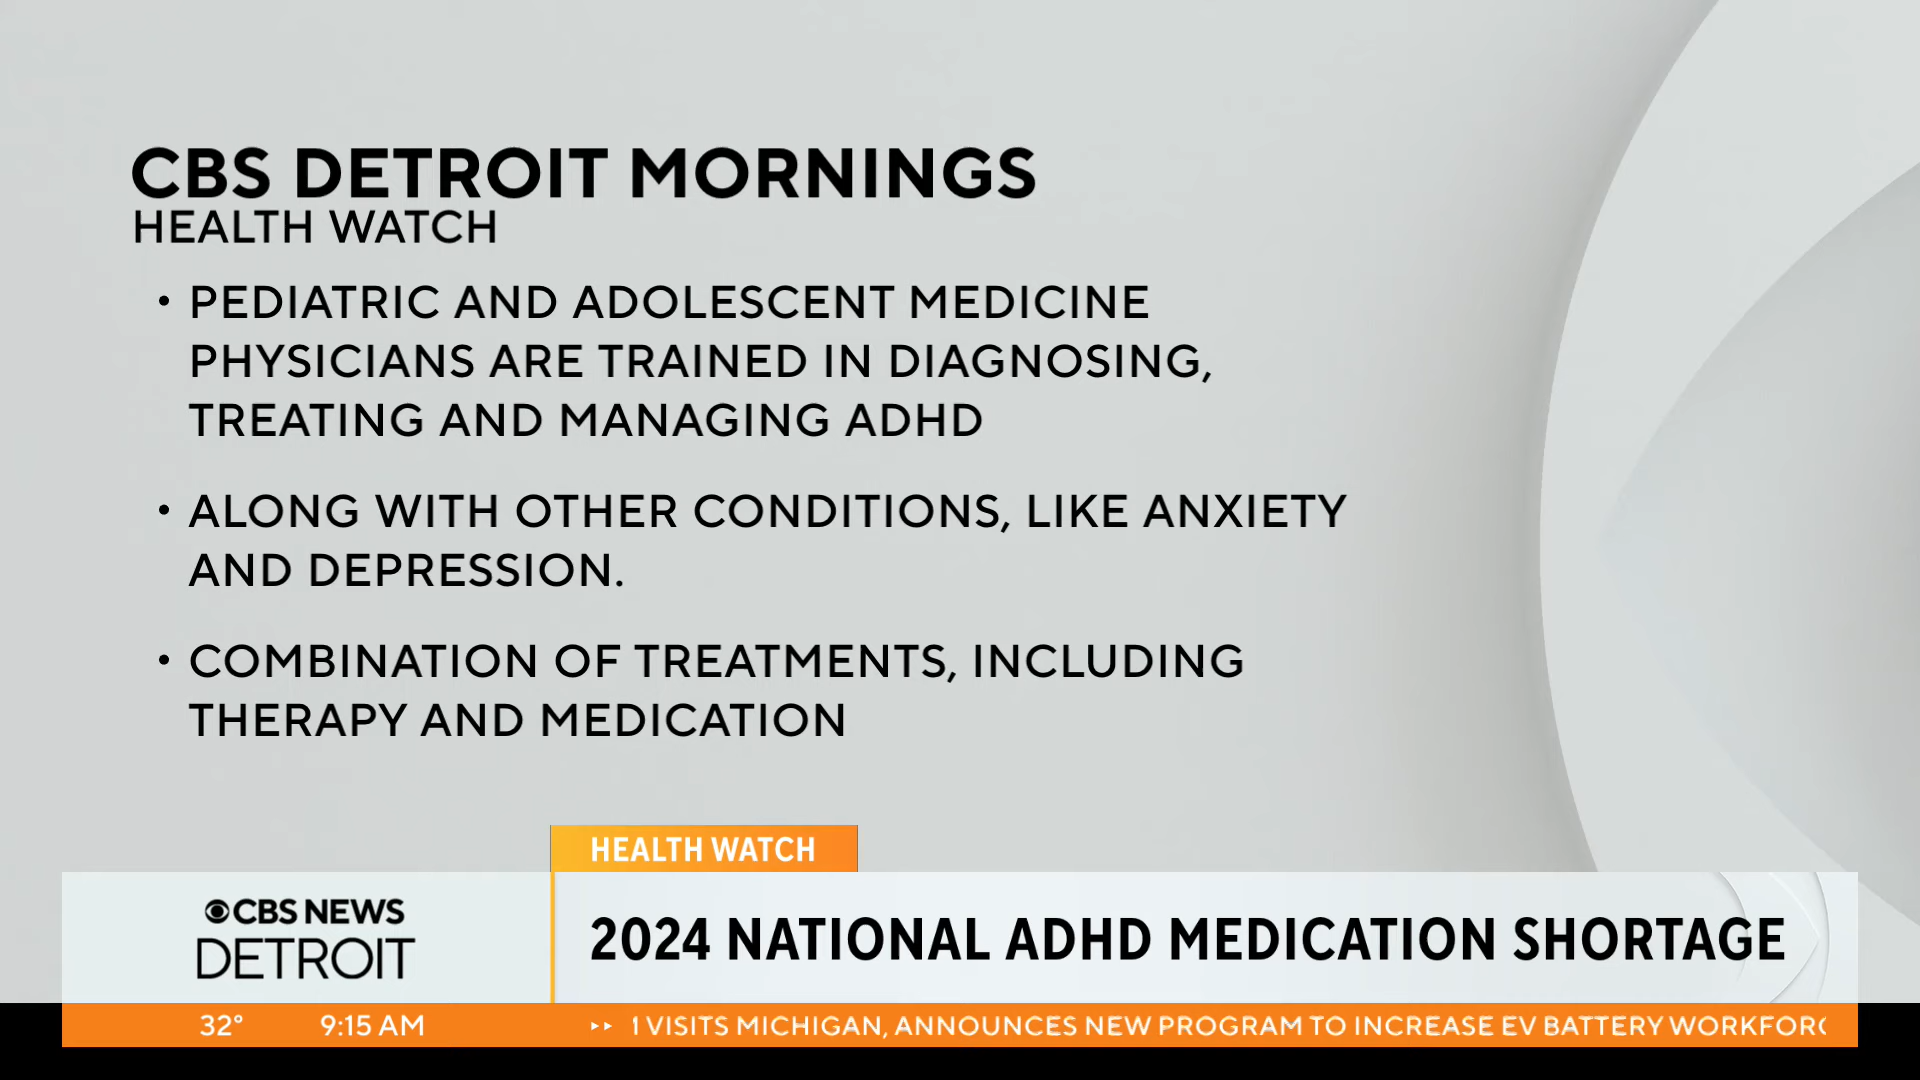 CBS DETROIT MORNINGS
HEALTH WATCH
• PEDIATRIC AND ADOLESCENT MEDICINE
PHYSICIANS ARE TRAINED IN DIAGNOSING,
TREATING AND MANAGING ADHD
• ALONG WITH OTHER CONDITIONS, LIKE ANXIETY
AND DEPRESSION.
• COMBINATION OF TREATMENTS, INCLUDING
THERAPY AND MEDICATION
HEALTH WATCH
CBS NEWS
DETROIT
2024 NATIONAL ADHD MEDICATION SHORTAGE
32° 9:15 AM
VISITS MICHIGAN, ANNOUNCES NEW PROGRAM TO INCREASE EV BATTERY